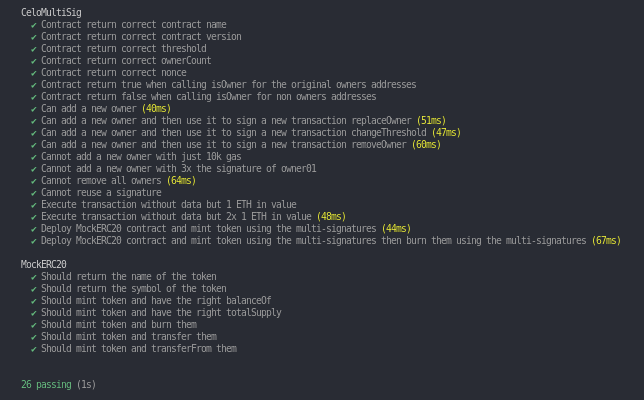 CeloMultiSig
✔ Contract return correct contract name
✔ Contract return correct contract version
✔ Contract return correct threshold
✔ Contract return correct ownerCount
✔ Contract return correct nonce
✔ Contract return true when calling isOwner for the original owners addresses
✔ Contract return false when calling isOwner for non owners addresses
✔ Can add a new owner (40ms)
✔ Can add a new owner and then use it to sign a new transaction replaceOwner (51ms)
✔ Can add a new owner and then use it to sign a new transaction changeThreshold (47ms)
✔ Can add a new owner and then use it to sign a new transaction removeOwner (60ms)
✔ Cannot add a new owner with just 10k gas
✔ Cannot add a new owner with 3x the signature of owner01
✔ Cannot remove all owners (64ms)
✔ Cannot reuse a signature
✔ Execute transaction without data but 1 ETH in value
✔ Execute transaction without data but 2x 1 ETH in value (48ms)
✔ Deploy MockERC20 contract and mint token using the multi-signatures (44ms)
✔ Deploy MockERC20 contract and mint token using the multi-signatures then burn them using the multi-signatures (67ms)
MockERC20
✔ Should return the name of the token
✔ Should return the symbol of the token
✔ Should mint token and have the right balanceOf
✔ Should mint token and have the right totalSupply
✔ Should mint token and burn them
✔ Should mint token and transfer them
✔ Should mint token and transferFrom them
26 passing (1s)